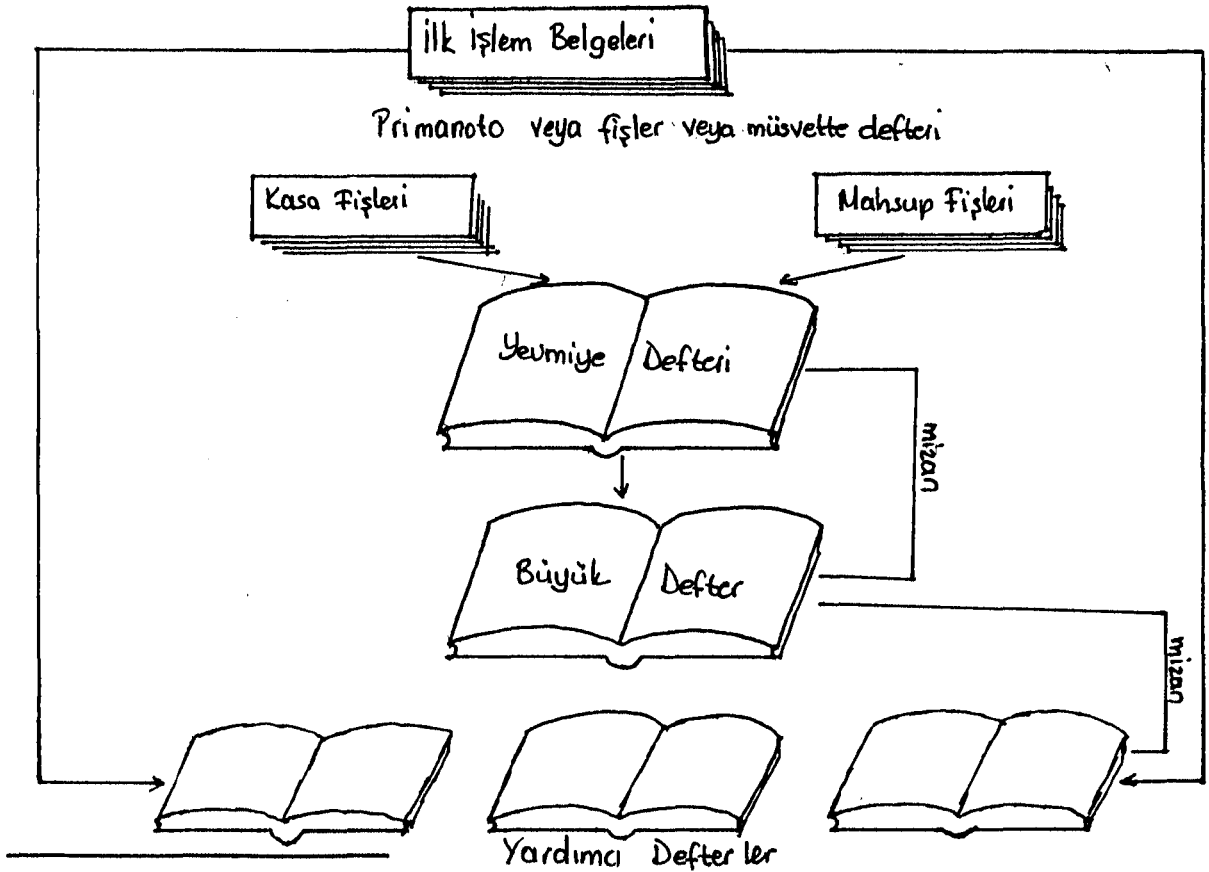 İlk İşlem Belgeleri
Primanoto veya fişler veya müsvette defteri
Kasa Fişleri
Mahsup Fişleri
Yevmiye Defteri
mizan
Büyük Defter
mizan
Yardımcı Defterler